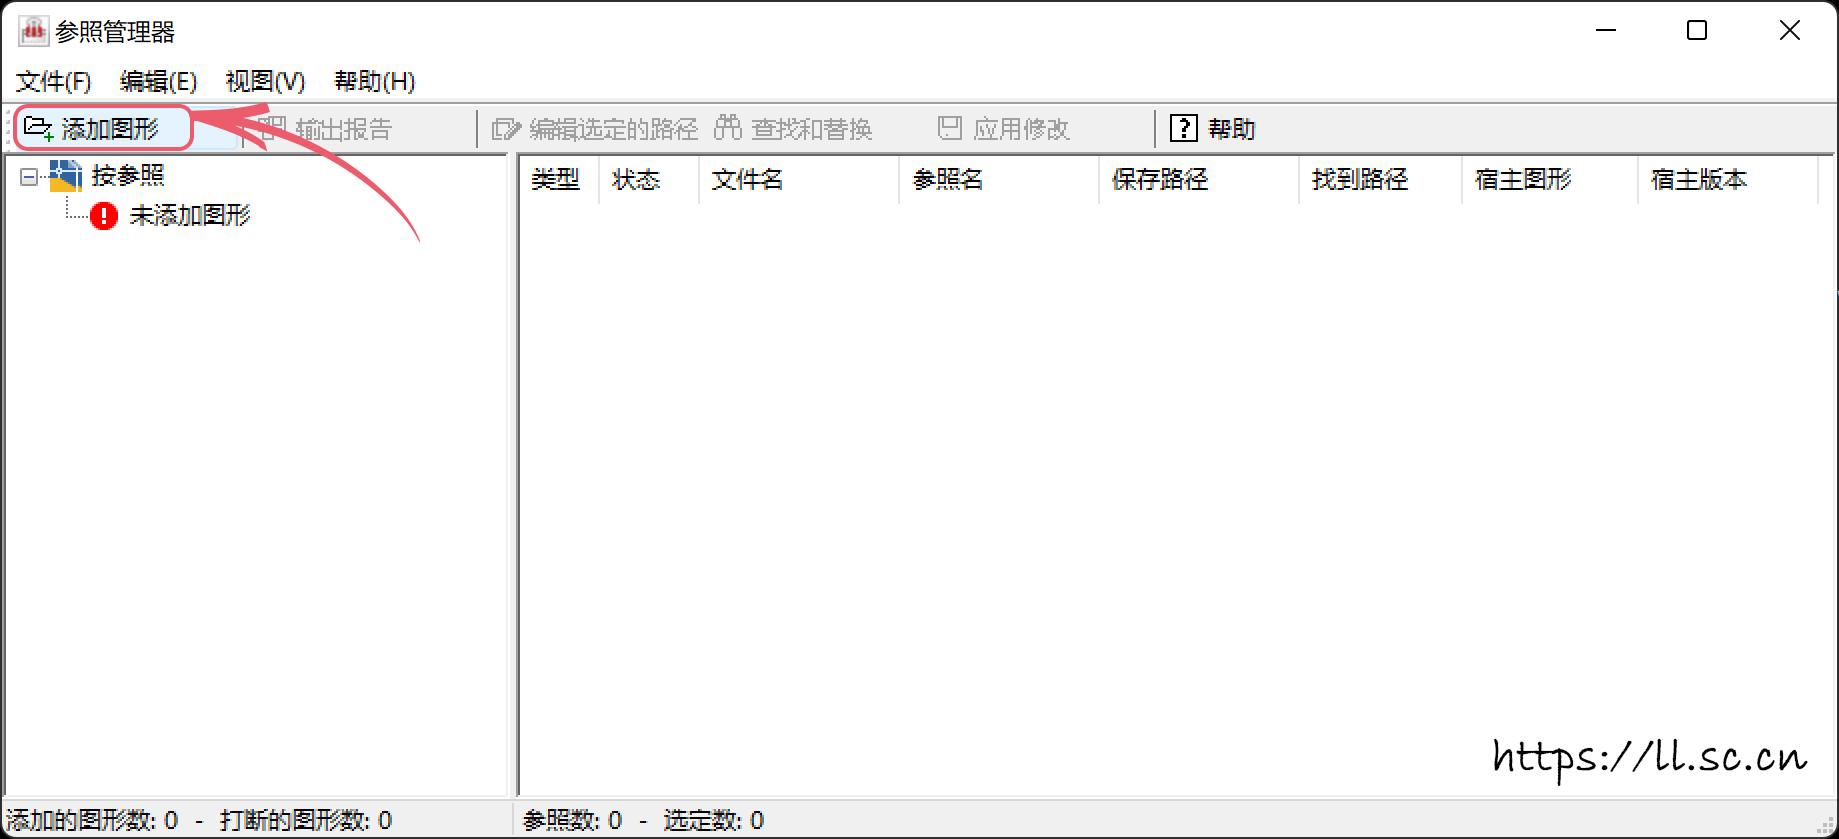 参照管理器
文件(F) 编辑(E) 视图(V) 帮助(H)
添加图形 输出报告 编辑选定的路径 查找和替换 应用修改 ? 帮助
按参照 类型 状态 文件名 参照名 保存路径 找到路径 宿主图形 宿主版本
未添加图形
https://ll.sc.cn
添加的图形数: 0 - 打断的图形数: 0 参照数: 0 - 选定数: 0